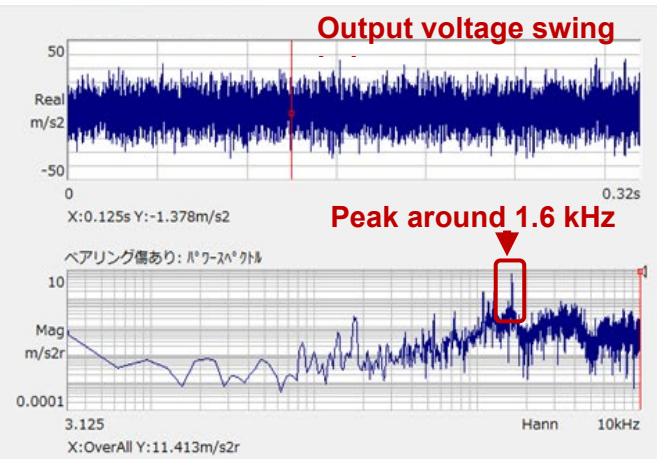 Output voltage swing
50
Real
m/s2
-50
0
0.32s
X:0.125s Y:-1.378m/s2
Peak around 1.6 kHz
ベアリング傷あり: ﾊﾟﾜｰｽﾍﾟｸﾄﾙ
10
Mag
m/s2r
0.0001
3.125
Hann
10kHz
X:OverAll Y:11.413m/s2r